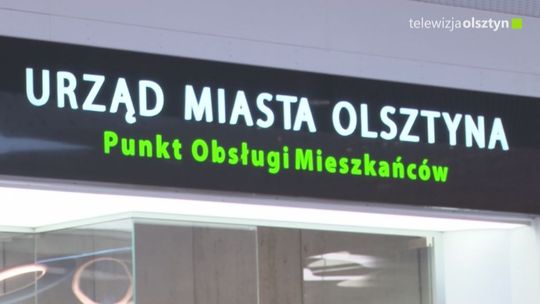 telewizjaolsztyn
URZĄD MIASTA OLSZTYNA
Punkt Obsługi Mieszkańców